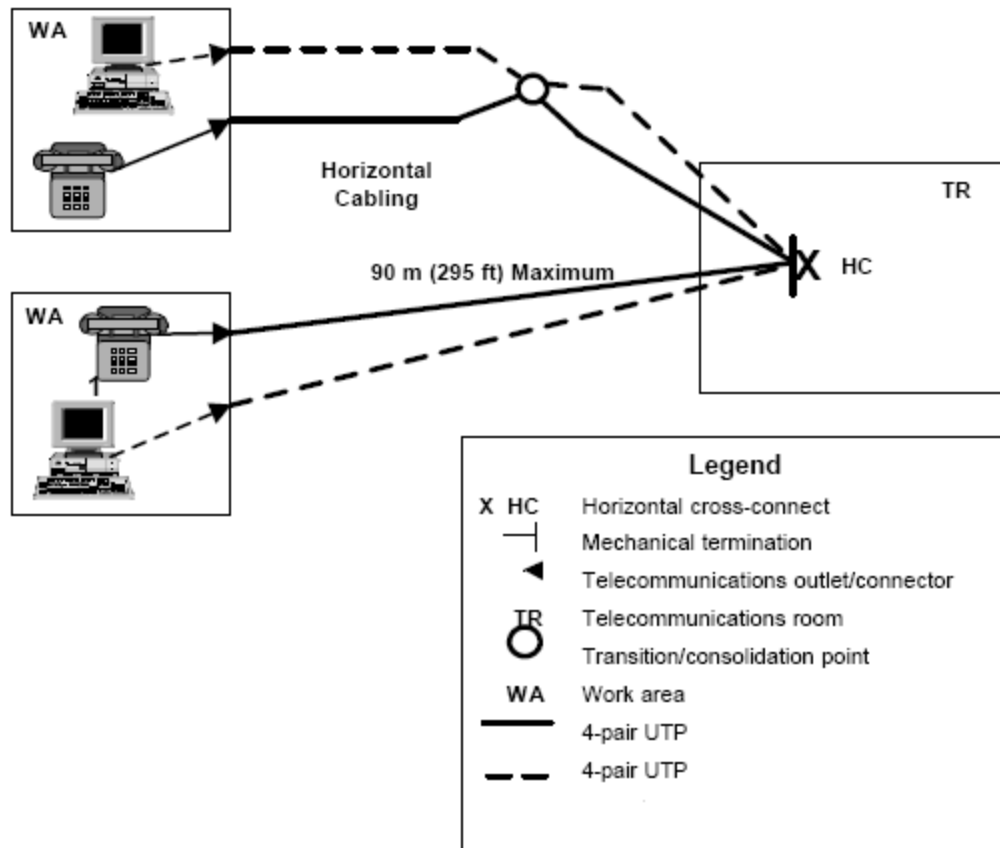 WA
Horizontal
Cabling
TR
HC
90 m (295 ft) Maximum
WA
Legend
X HC Horizontal cross-connect
Mechanical termination
Telecommunications outlet/connector
TR Telecommunications room
Transition/consolidation point
WA Work area
4-pair UTP
4-pair UTP